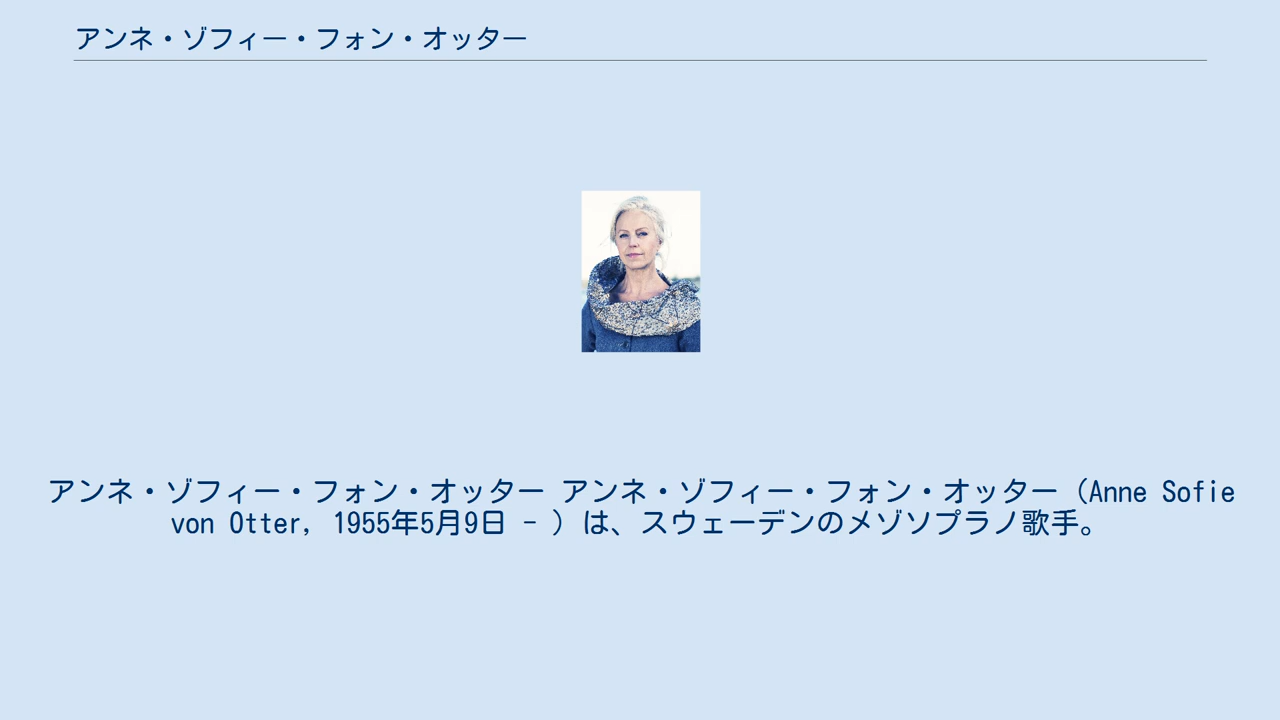 アンネ・ゾフィー・フォン・オッター
アンネ・ゾフィー・フォン・オッター アンネ・ゾフィー・フォン・オッター（Anne Sofie
von Otter, 1955年5月9日 - ）は、スウェーデンのメゾソプラノ歌手。